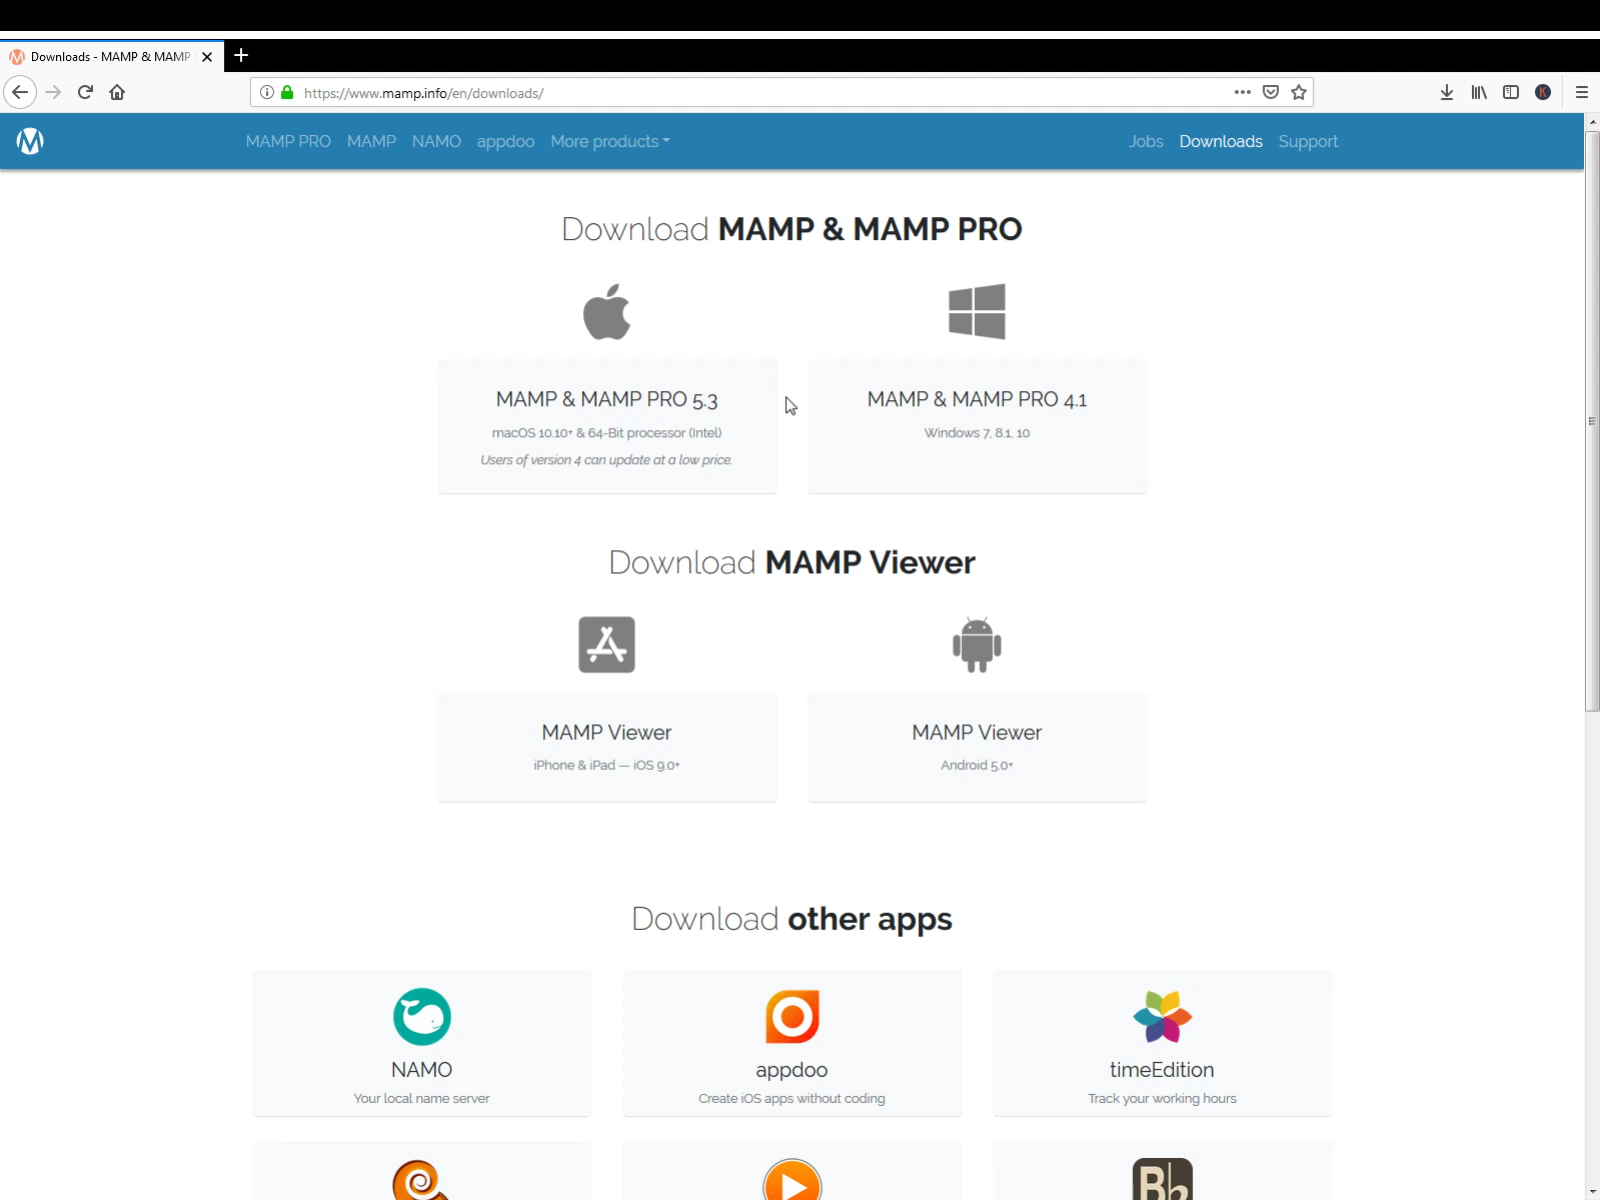 Downloads - MAMP & MAMP
https://www.mamp.info/en/downloads/
MAMP PRO MAMP NAMO appdoo More products Jobs Downloads Support
Download MAMP & MAMP PRO
MAMP & MAMP PRO 5.3
macOS 10.10+ & 64-Bit processor (Intel)
Users of version 4 can update at a low price.
MAMP & MAMP PRO 4.1
Windows 7, 8.1, 10
Download MAMP Viewer
MAMP Viewer
iPhone & iPad — iOS 9.0+
MAMP Viewer
Android 5.0+
Download other apps
NAMO
Your local name server
appdoo
Create iOS apps without coding
timeEdition
Track your working hours
Bb